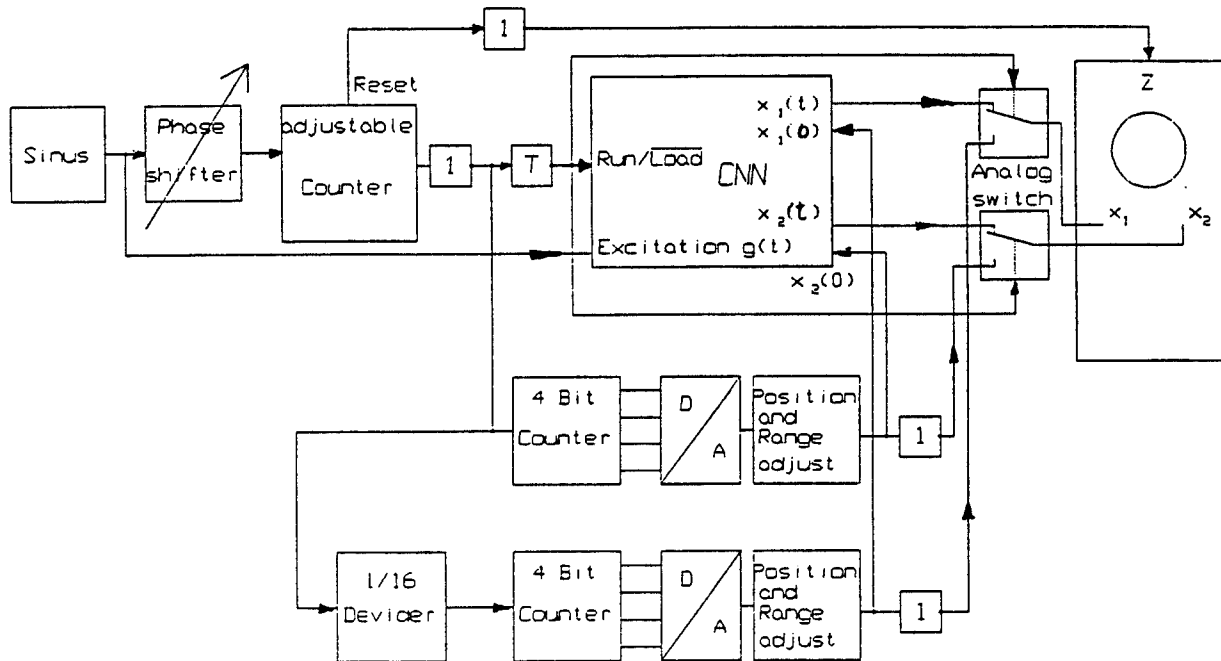 1
Reset
Z
Sinus
Phase
shifter
adjustable
Counter
1
T
Run/Load
CNN
x₁(t)
x₁(0)
x₂(t)
Excitation g(t)
x₂(0)
Analog
switch
x₁
x₂
4 Bit
Counter
D
A
Position
and
Range
adjust
1
1/16
Devider
4 Bit
Counter
D
A
Position
and
Range
adjust
1